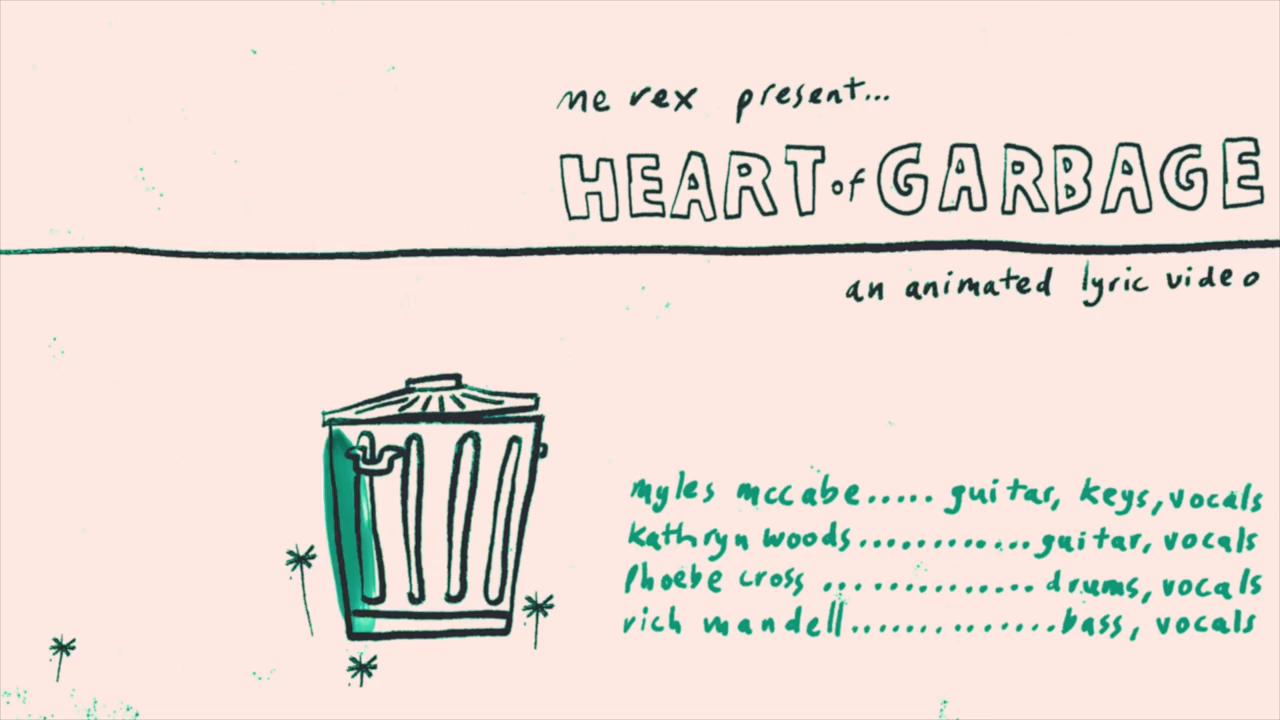 me rex present...
HEART of GARBAGE
an animated lyric video
myles mccabe..... guitar, keys, vocals
kathryn woods............guitar, vocals
phoebe cross .............. drums, vocals
rich mandell..............bass, vocals